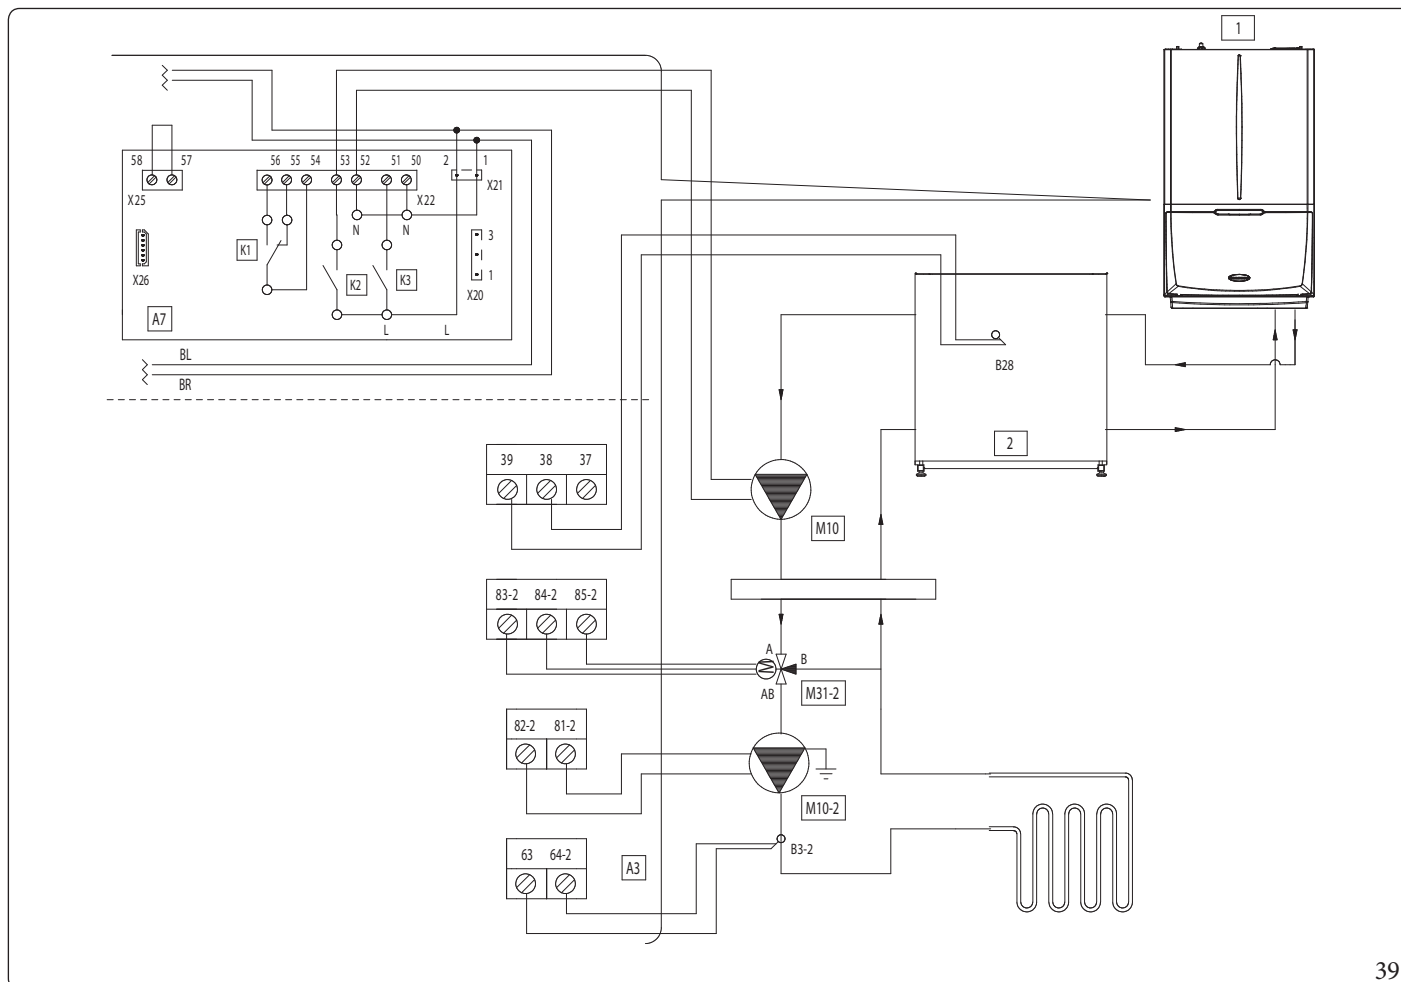 1
58 57 56 55 54 53 52 51 50 2 1
X25 X22 X21
N N
K1 3
X26 K2 K3 1
X20
A7 L L
BL
BR
B28
2
39 38 37
M10
83-2 84-2 85-2
A B
AB M31-2
82-2 81-2
M10-2
63 64-2 B3-2
A3
39